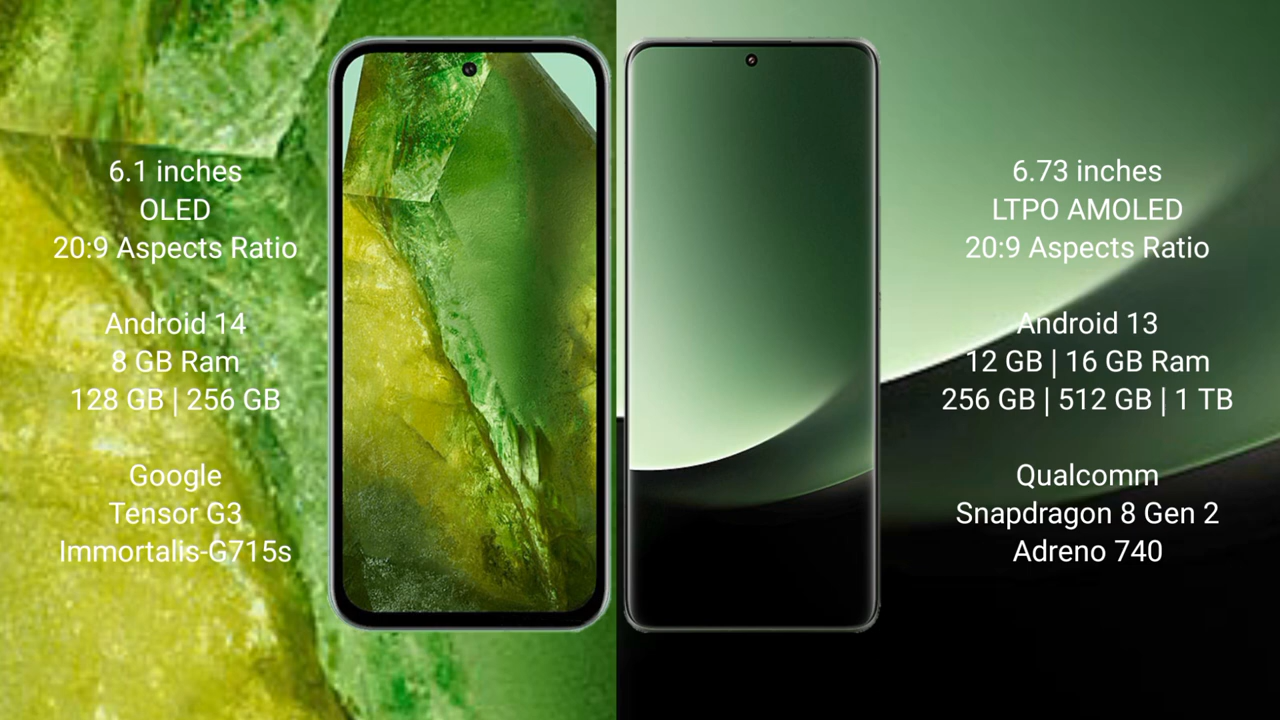 6.1 inches
OLED
20:9 Aspects Ratio
Android 14
8 GB Ram
128 GB | 256 GB
Google
Tensor G3
Immortalis-G715s
6.73 inches
LTPO AMOLED
20:9 Aspects Ratio
Android 13
12 GB | 16 GB Ram
256 GB | 512 GB | 1 TB
Qualcomm
Snapdragon 8 Gen 2
Adreno 740